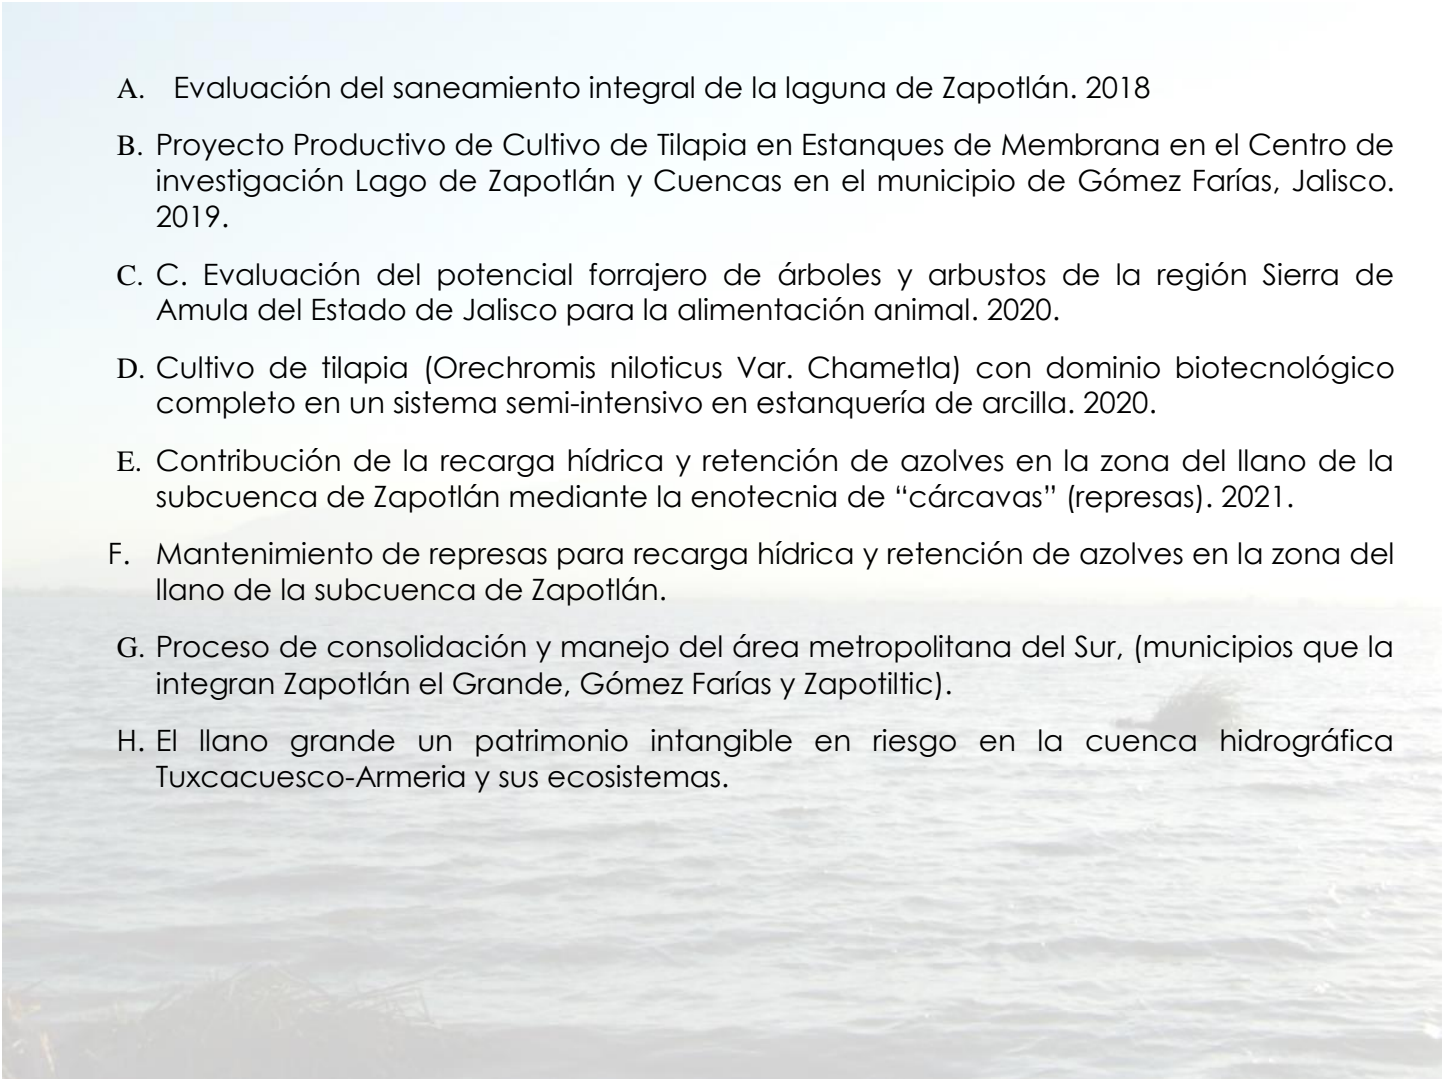 A. Evaluación del saneamiento integral de la laguna de Zapotlán. 2018
B. Proyecto Productivo de Cultivo de Tilapia en Estanques de Membrana en el Centro de
investigación Lago de Zapotlán y Cuencas en el municipio de Gómez Farías, Jalisco.
2019.
C. C. Evaluación del potencial forrajero de árboles y arbustos de la región Sierra de
Amula del Estado de Jalisco para la alimentación animal. 2020.
D. Cultivo de tilapia (Orechromis niloticus Var. Chametla) con dominio biotecnológico
completo en un sistema semi-intensivo en estanquería de arcilla. 2020.
E. Contribución de la recarga hídrica y retención de azolves en la zona del llano de la
subcuenca de Zapotlán mediante la enotecnia de “cárcavas” (represas). 2021.
F. Mantenimiento de represas para recarga hídrica y retención de azolves en la zona del
llano de la subcuenca de Zapotlán.
G. Proceso de consolidación y manejo del área metropolitana del Sur, (municipios que la
integran Zapotlán el Grande, Gómez Farías y Zapotiltic).
H. El llano grande un patrimonio intangible en riesgo en la cuenca hidrográfica
Tuxcacuesco-Armeria y sus ecosistemas.